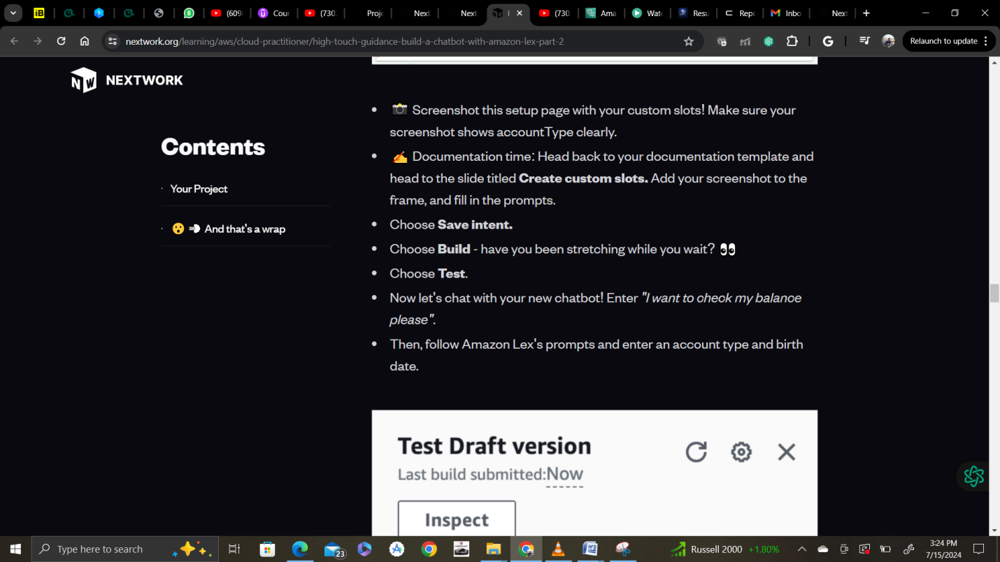 iB
(609
Cour
(730
Proje
Next
Next
(730
Ama
Wato
Resu
Repo
Inbo
Next
nextwork.org/learning/aws/cloud-practitioner/high-touch-guidance-build-a-chatbot-with-amazon-lex-part-2
Relaunch to update
NEXTWORK
Contents
· Your Project
· 😮💨 And that's a wrap
• 📸 Screenshot this setup page with your custom slots! Make sure your
screenshot shows accountType clearly.
• ✍️ Documentation time: Head back to your documentation template and
head to the slide titled Create custom slots. Add your screenshot to the
frame, and fill in the prompts.
• Choose Save intent.
• Choose Build - have you been stretching while you wait? 👀
• Choose Test.
• Now let's chat with your new chatbot! Enter "I want to check my balance
please".
• Then, follow Amazon Lex's prompts and enter an account type and birth
date.
Test Draft version
Last build submitted:Now
Inspect
Type here to search
23
Russell 2000 +1.80%
3:24 PM
7/15/2024